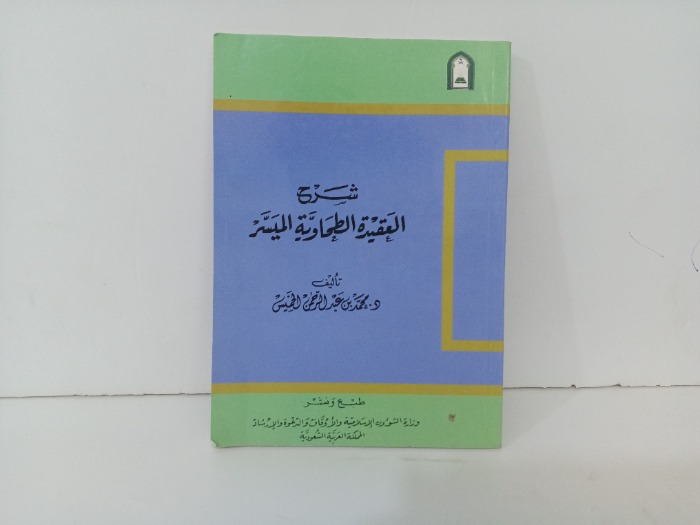 شرح
العقيدة الطحاوية الميسر
تأليف
د. محمد بن عبد الرحمن الخميس
طبع ونشر
وزارة الشؤون الإسلامية والأوقاف والدعوة والإرشاد
المملكة العربية السعودية